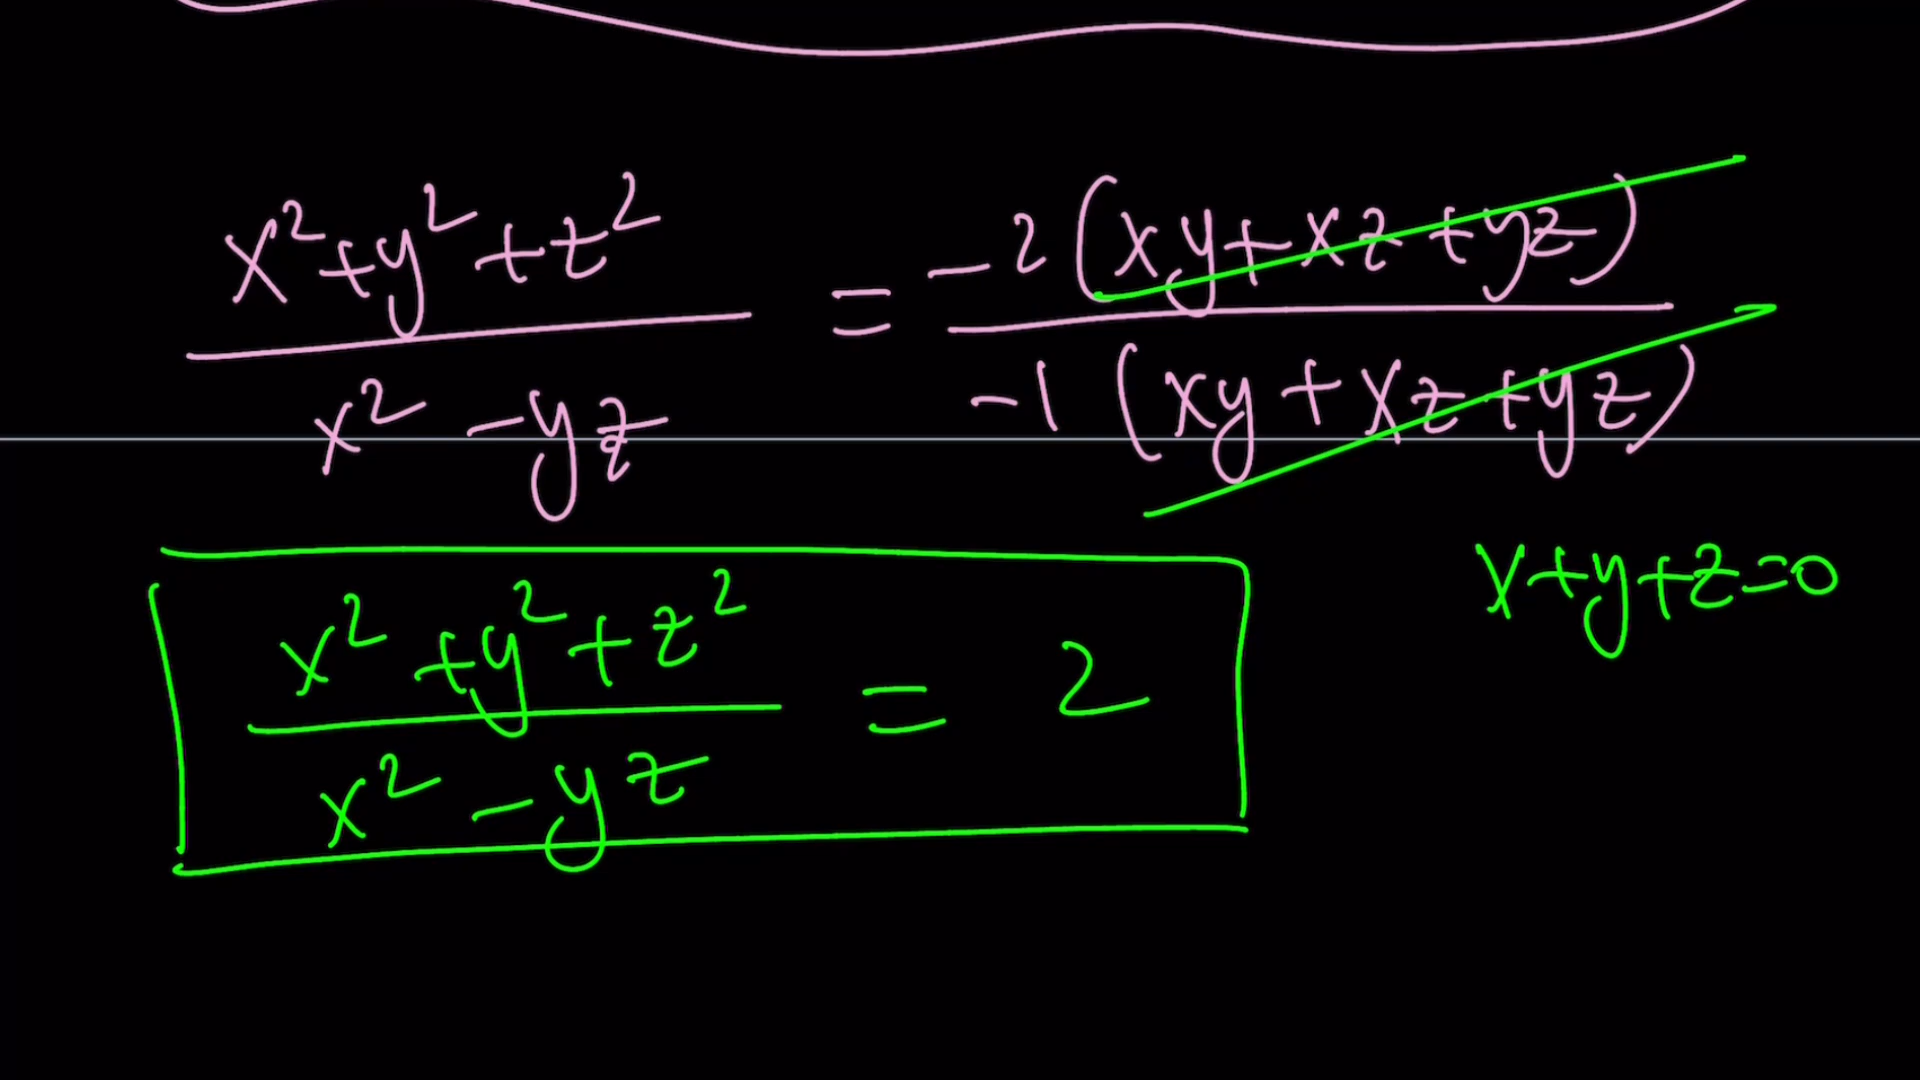 x²+y²+z² / x²-yz = -2(xy+xz+yz) / -1(xy+xz+yz)
x+y+z=0
x²+y²+z² / x²-yz = 2